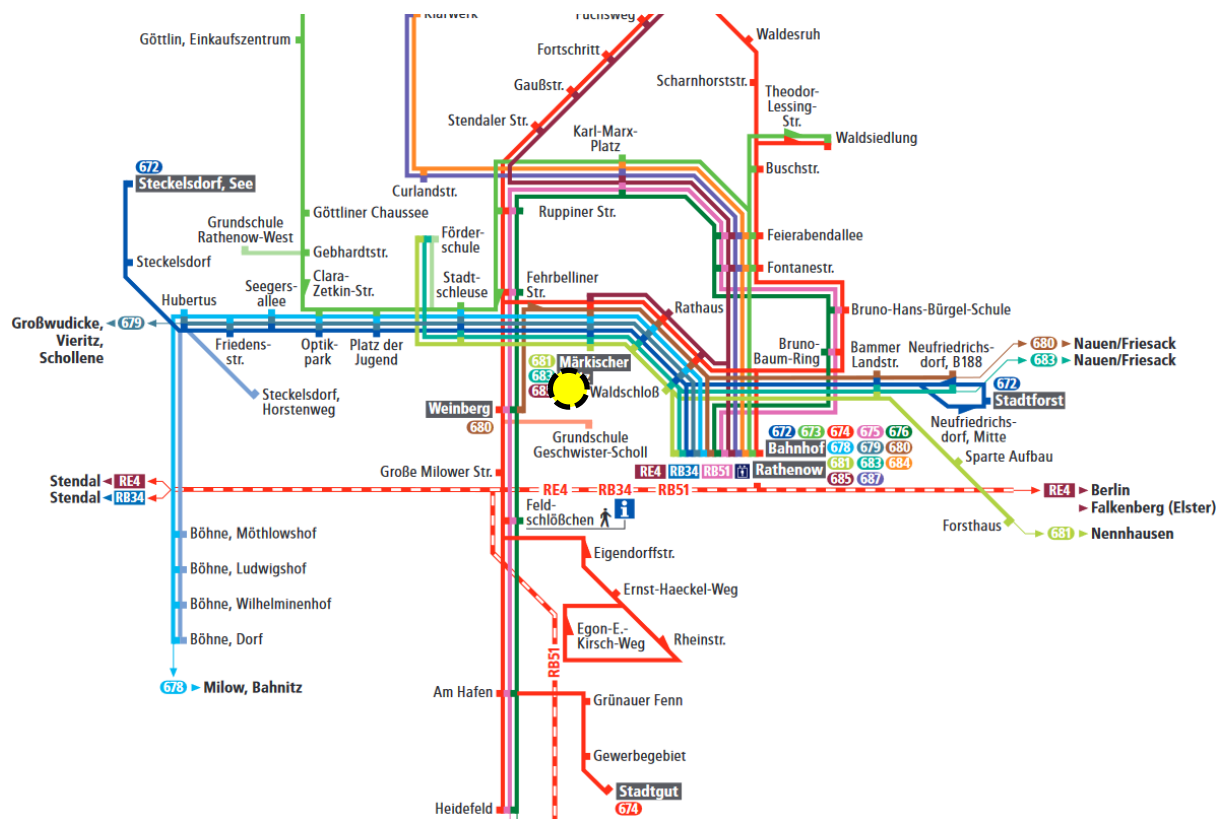 Klärwerk
Fuchsweg
Göttlin, Einkaufszentrum
Waldesruh
Fortschritt
Scharnhorststr.
Gaußstr.
Theodor-
Lessing-
Str.
Stendaler Str.
Karl-Marx-
Platz
Waldsiedlung
672
Steckelsdorf, See
Curlandstr.
Buschstr.
Göttliner Chaussee
Ruppiner Str.
Grundschule
Rathenow-West
Förder-
schule
Feierabendallee
Gebhardtstr.
Steckelsdorf
Clara-
Zetkin-Str.
Stadt-
schleuse
Fehrbelliner
Str.
Fontanestr.
Hubertus
Seegers-
allee
Rathaus
Bruno-Hans-Bürgel-Schule
Großwudicke,
Vieritz,
Schollene
679
Friedens-
str.
Optik-
park
Platz der
Jugend
681
Märkischer
683
Bruno-
Baum-Ring
Bammer
Landstr.
Neufriedrichs-
dorf, B188
680 Nauen/Friesack
683 Nauen/Friesack
Waldschloß
672
Stadtforst
Steckelsdorf,
Horstenweg
Weinberg
680
Neufriedrichs-
dorf, Mitte
Grundschule
Geschwister-Scholl
672 673 674 675 676
Bahnhof 678 679 680
RE4 RB34 RB51 Rathenow 681 683 684
685 687
Sparte Aufbau
Große Milower Str.
Stendal RE4
Stendal RB34
RE4 RB34 RB51
RE4 Berlin
Falkenberg (Elster)
Feld-
schlößchen
i
Forsthaus
681 Nennhausen
Böhne, Möthlowshof
Eigendorffstr.
Böhne, Ludwigshof
Ernst-Haeckel-Weg
Böhne, Wilhelminenhof
Egon-E.-
Kirsch-Weg
Rheinstr.
Böhne, Dorf
RB51
678 Milow, Bahnitz
Am Hafen
Grünauer Fenn
Gewerbegebiet
Stadtgut
674
Heidefeld